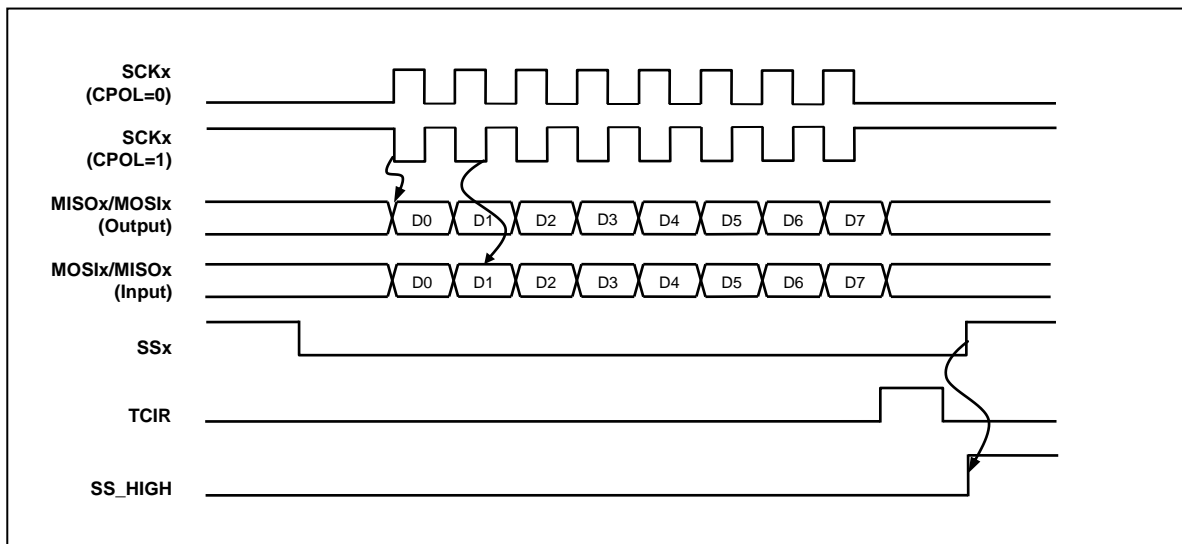 SCKx
(CPOL=0)
SCKx
(CPOL=1)
MISOx/MOSIx
(Output)
D0 D1 D2 D3 D4 D5 D6 D7
MOSIx/MISOx
(Input)
D0 D1 D2 D3 D4 D5 D6 D7
SSx
TCIR
SS_HIGH